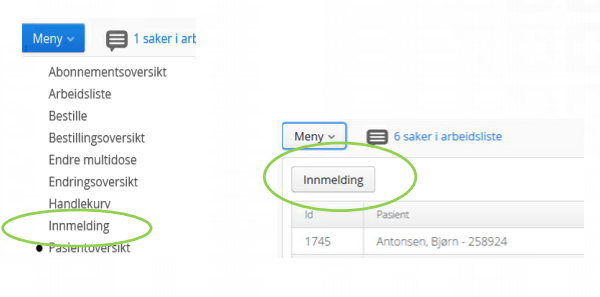 Meny
1 saker i arb
Abonnementsoversikt
Arbeidsliste
Bestille
Bestillingsoversikt
Endre multidose
Endringsoversikt
Handlekurv
Innmelding
Pasientoversikt
Meny
6 saker i arbeidsliste
Innmelding
Id Pasient
1745 Antonsen, Bjørn - 258924